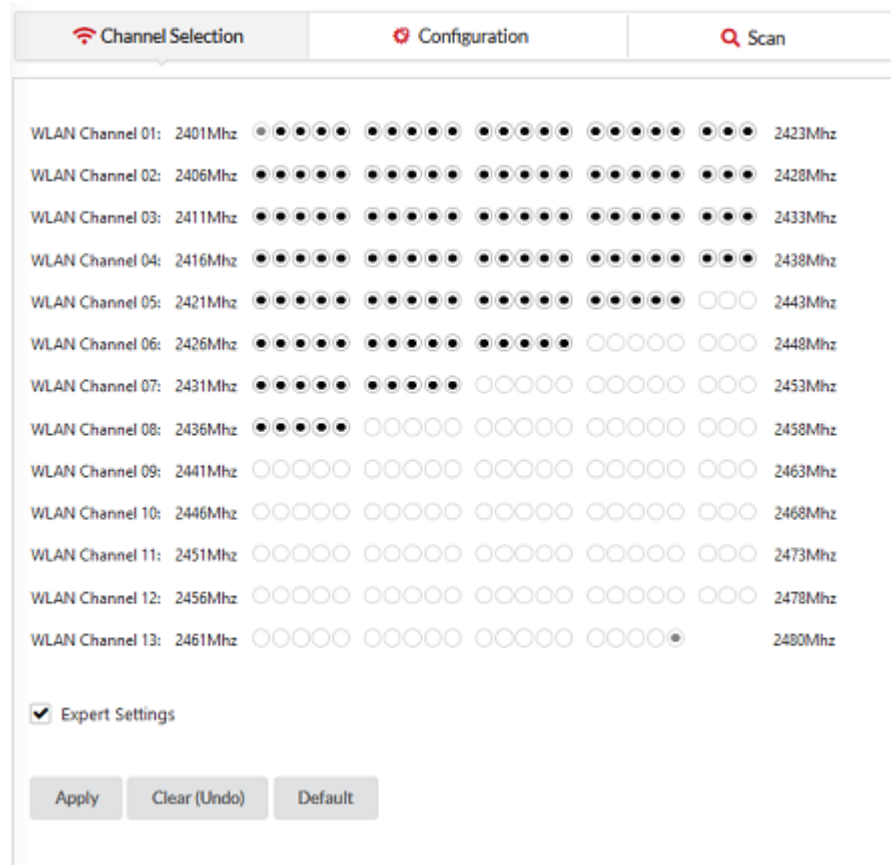 Channel Selection Configuration Scan
WLAN Channel 01: 2401Mhz 2423Mhz
WLAN Channel 02: 2406Mhz 2428Mhz
WLAN Channel 03: 2411Mhz 2433Mhz
WLAN Channel 04: 2416Mhz 2438Mhz
WLAN Channel 05: 2421Mhz 2443Mhz
WLAN Channel 06: 2426Mhz 2448Mhz
WLAN Channel 07: 2431Mhz 2453Mhz
WLAN Channel 08: 2436Mhz 2458Mhz
WLAN Channel 09: 2441Mhz 2463Mhz
WLAN Channel 10: 2446Mhz 2468Mhz
WLAN Channel 11: 2451Mhz 2473Mhz
WLAN Channel 12: 2456Mhz 2478Mhz
WLAN Channel 13: 2461Mhz 2480Mhz
Expert Settings
Apply Clear (Undo) Default